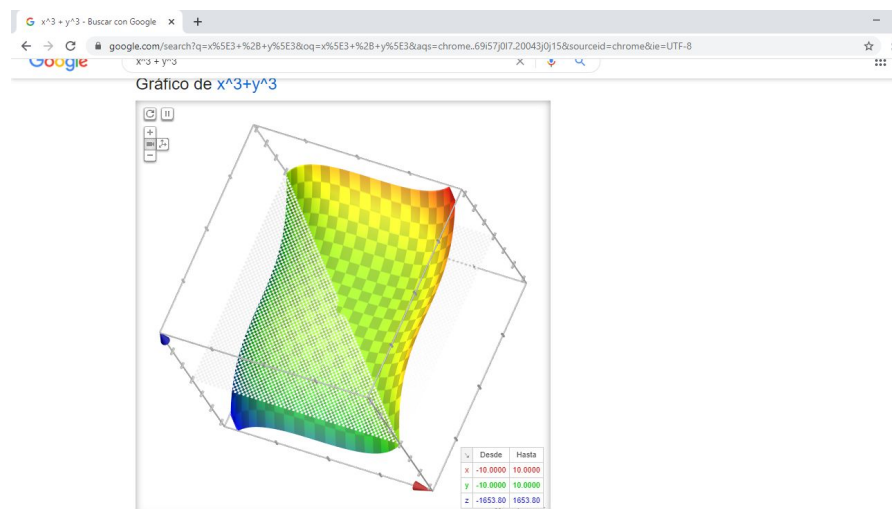 x^3 + y^3 - Buscar con Google
google.com/search?q=x%5E3+%2B+y%5E3&oq=x%5E3+%2B+y%5E3&aqs=chrome..69i57j0l7.20043j0j15&sourceid=chrome&ie=UTF-8
Google
x^3 + y^3
Gráfico de x^3+y^3
Desde Hasta
x -10.0000 10.0000
y -10.0000 10.0000
z -1653.80 1653.80